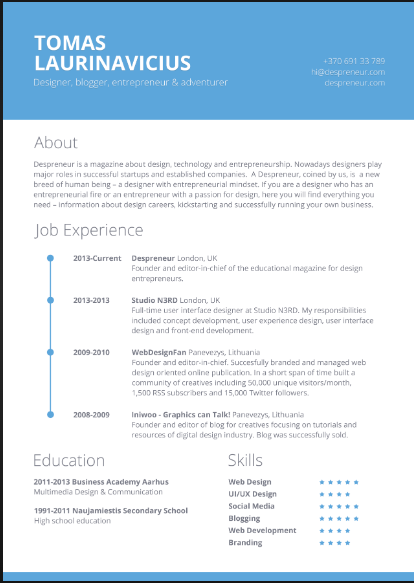 TOMAS
LAURINAVICIUS
Designer, blogger, entrepreneur & adventurer
+370 691 33 789
hi@despreneur.com
despreneur.com
About
Despreneur is a magazine about design, technology and entrepreneurship. Nowadays designers play
major roles in successful startups and established companies. A Despreneur, coined by us, is a new
breed of human being – a designer with entrepreneurial mindset. If you are a designer who has an
entrepreneurial fire or an entrepreneur with a passion for design, here you will find everything you
need – information about design careers, kickstarting and successfully running your own business.
Job Experience
2013-Current Despreneur London, UK
Founder and editor-in-chief of the educational magazine for design
entrepreneurs.
2013-2013 Studio N3RD London, UK
Full-time user interface designer at Studio N3RD. My responsibilities
included concept development, user experience design, user interface
design and front-end development.
2009-2010 WebDesignFan Panevezys, Lithuania
Founder and editor-in-chief. Succesfully branded and managed web
design oriented online publication. In a short span of time built a
community of creatives including 50,000 unique visitors/month,
1,500 RSS subscribers and 15,000 Twitter followers.
2008-2009 Iniwoo - Graphics can Talk! Panevezys, Lithuania
Founder and editor of blog for creatives focusing on tutorials and
resources of digital design industry. Blog was successfully sold.
Education
2011-2013 Business Academy Aarhus
Multimedia Design & Communication
1991-2011 Naujamiestis Secondary School
High school education
Skills
Web Design ★ ★ ★ ★ ★
UI/UX Design ★ ★ ★ ★
Social Media ★ ★ ★ ★ ★
Blogging ★ ★ ★ ★ ★
Web Development ★ ★ ★ ★
Branding ★ ★ ★ ★